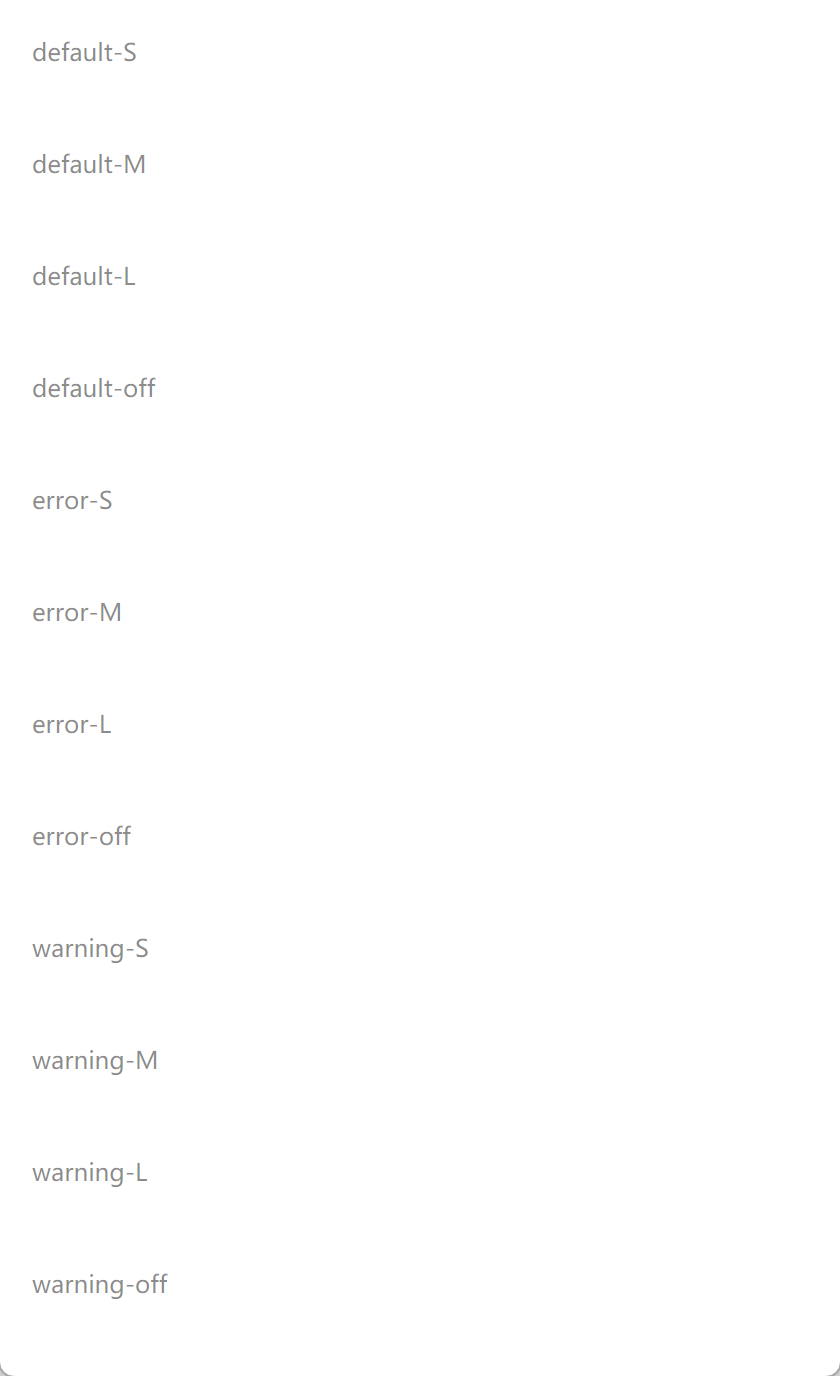 default-S
default-M
default-L
default-off
error-S
error-M
error-L
error-off
warning-S
warning-M
warning-L
warning-off